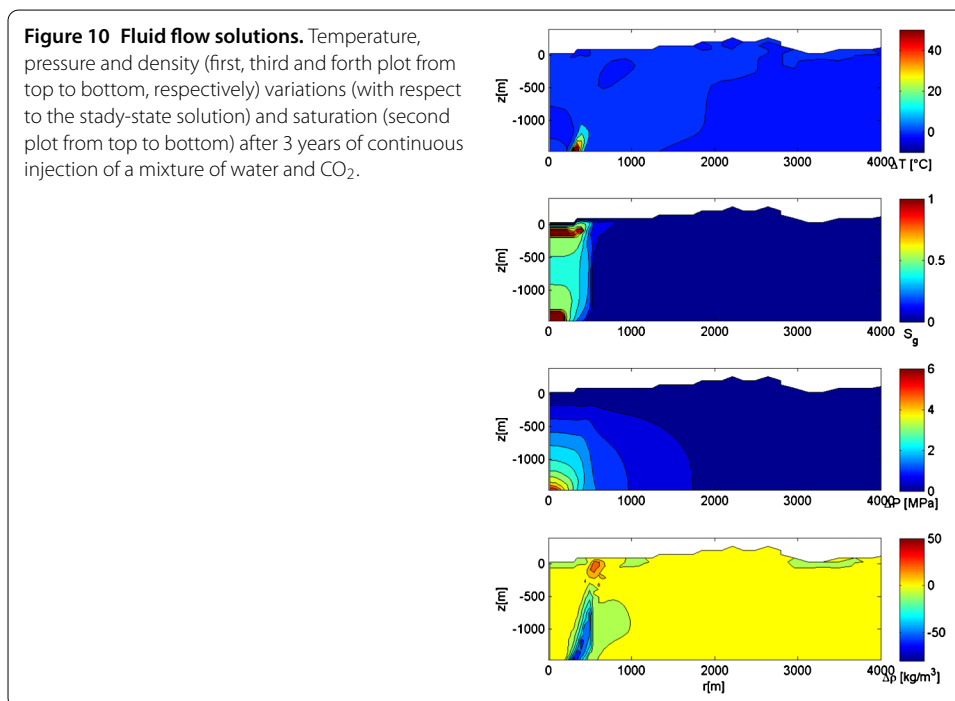 Figure 10 Fluid flow solutions. Temperature,
pressure and density (first, third and forth plot from
top to bottom, respectively) variations (with respect
to the stady-state solution) and saturation (second
plot from top to bottom) after 3 years of continuous
injection of a mixture of water and CO2.
z[m]
0
-500
-1000
0 1000 2000 3000 4000
40
20
0
ΔT [°C]
z[m]
0
-500
-1000
0 1000 2000 3000 4000
1
0.5
0
S_g
z[m]
0
-500
-1000
0 1000 2000 3000 4000
6
4
2
0
ΔP [MPa]
z[m]
0
-500
-1000
0 1000 2000 3000 4000
r[m]
50
0
-50
Δρ [kg/m³]